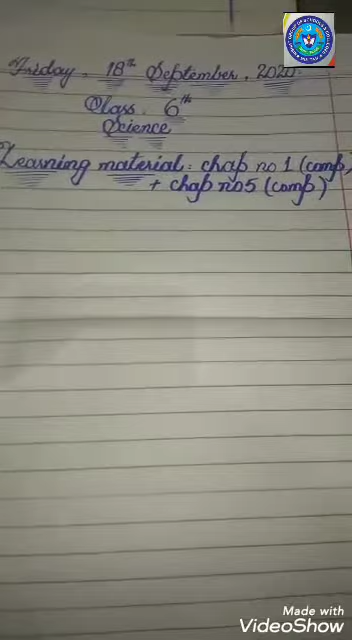 Friday . 18th September . 2020.
Class . 6th
Science
Learning material : chap no 1 (comp)
+ chap no 5 (comp)
Made with
VideoShow